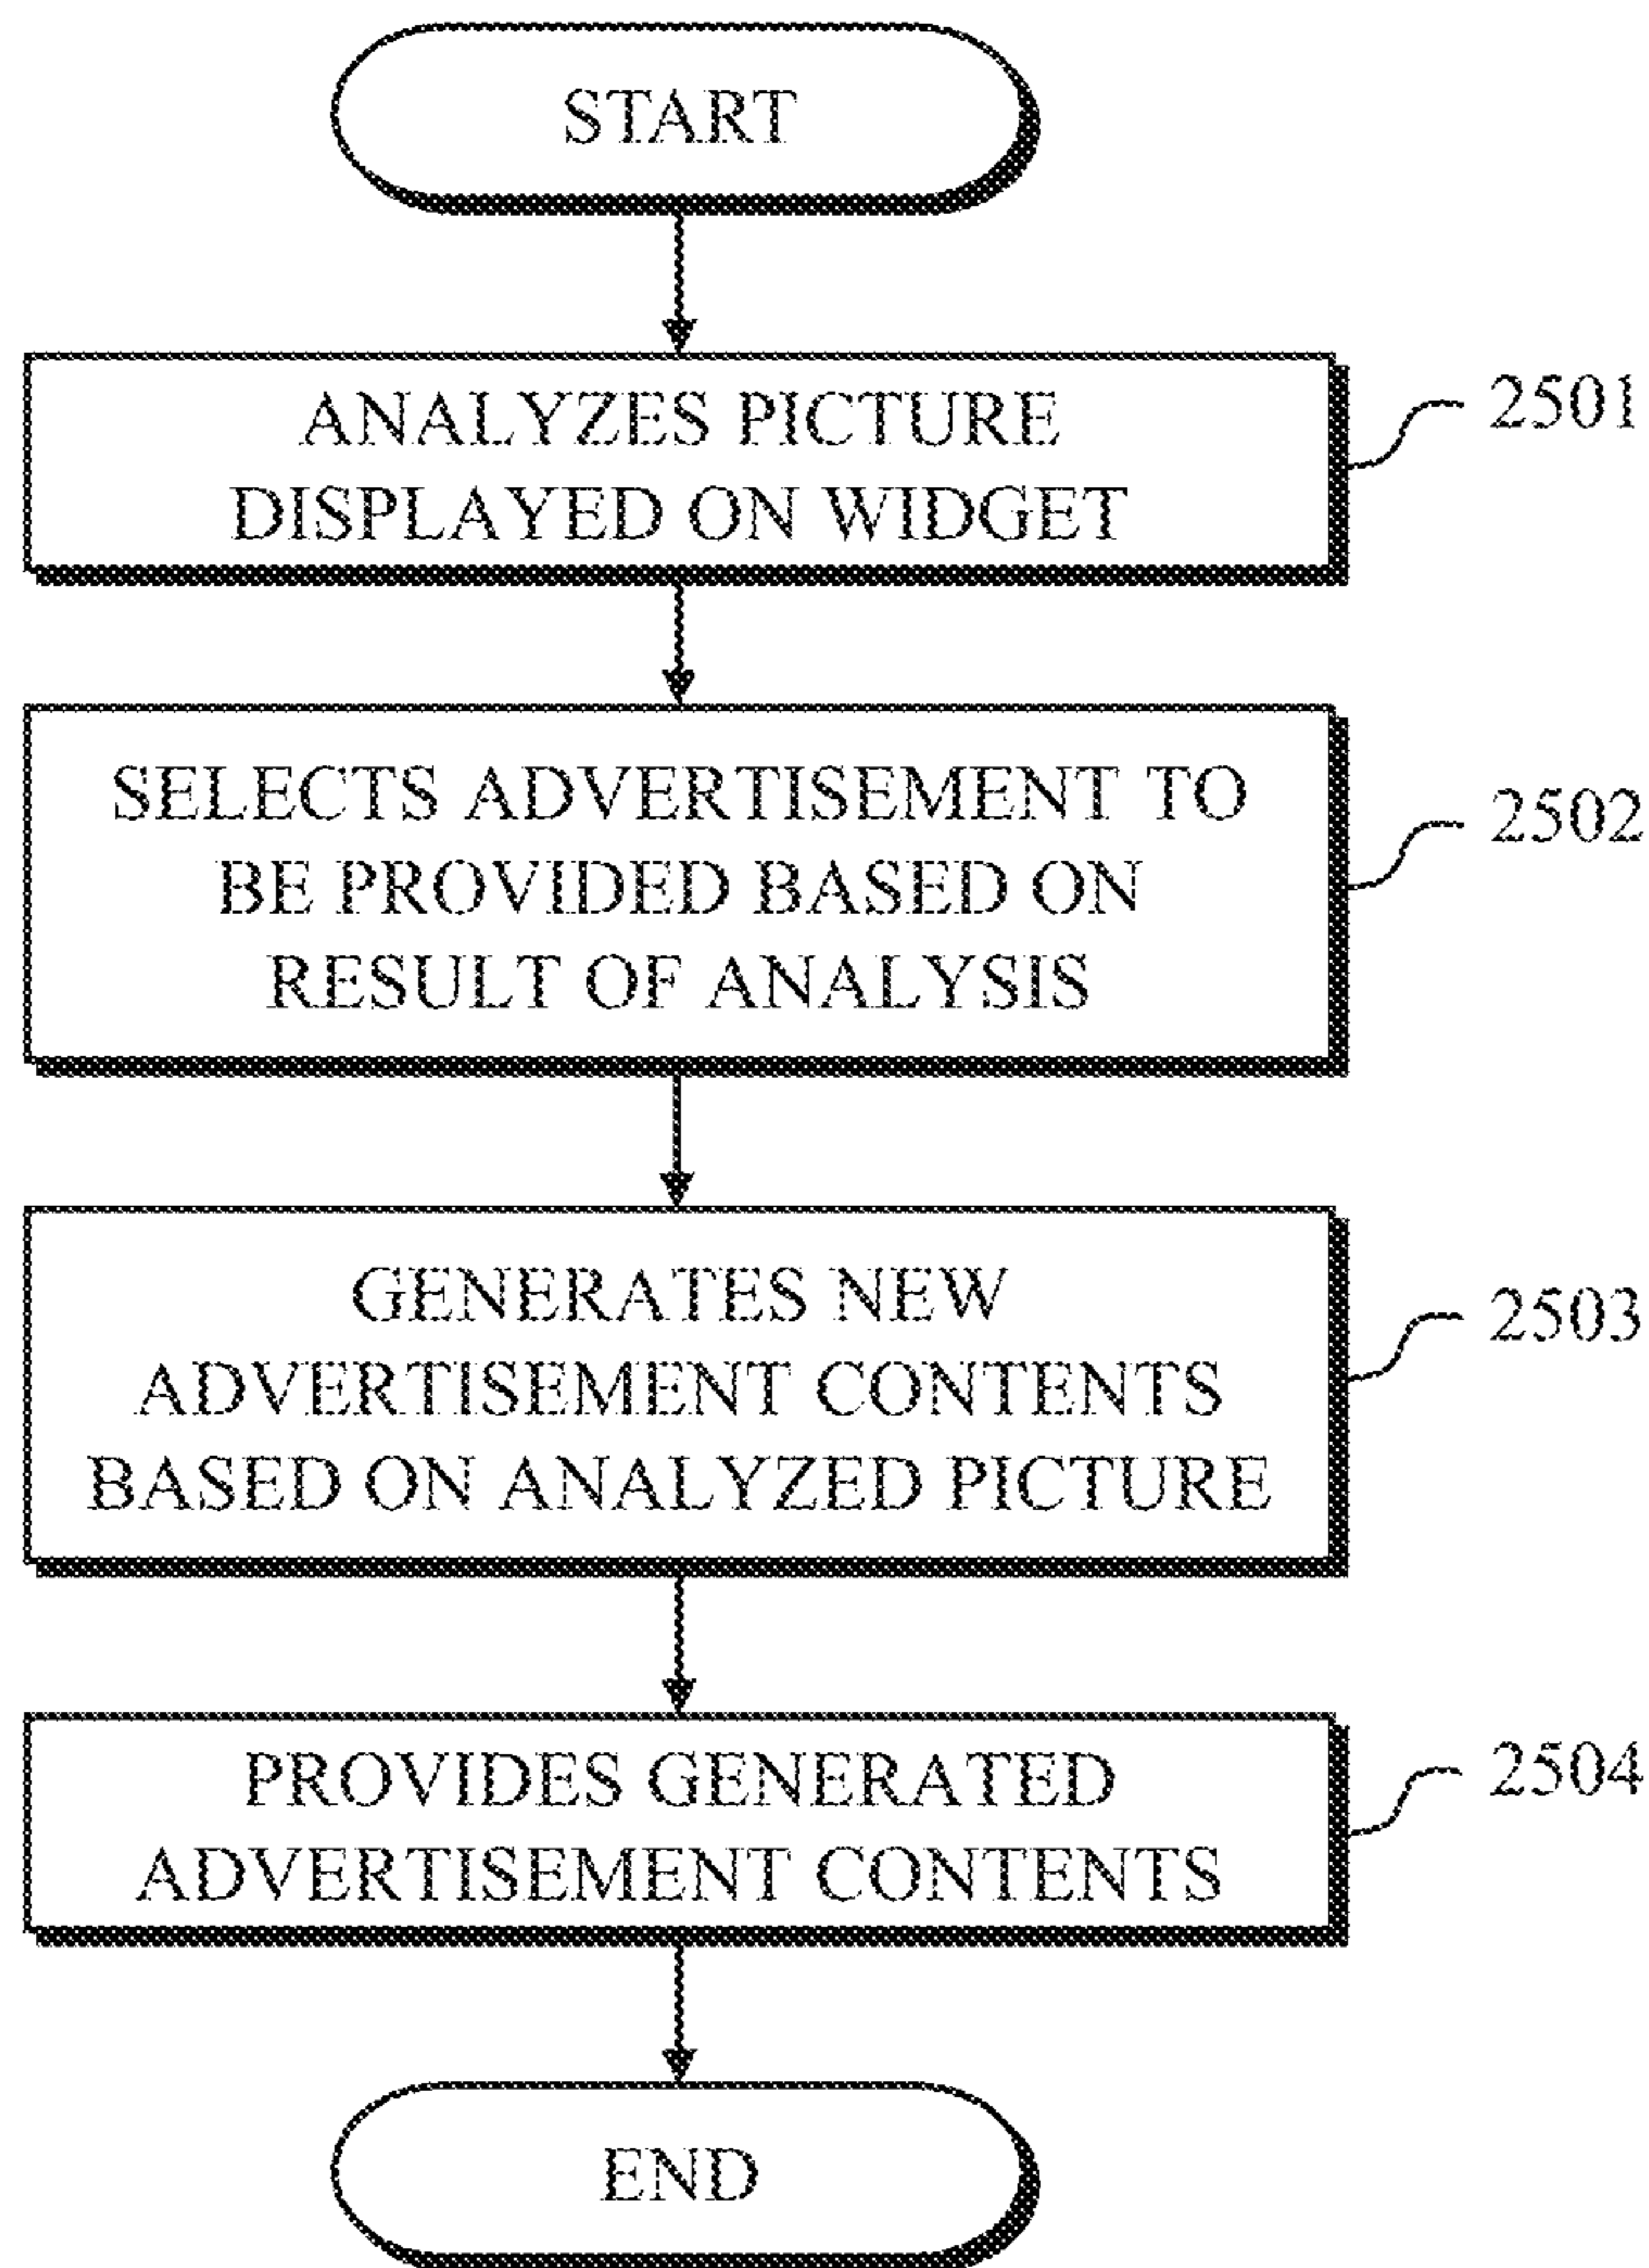 START
ANALYZES PICTURE
DISPLAYED ON WIDGET
2501
SELECTS ADVERTISEMENT TO
BE PROVIDED BASED ON
RESULT OF ANALYSIS
2502
GENERATES NEW
ADVERTISEMENT CONTENTS
BASED ON ANALYZED PICTURE
2503
PROVIDES GENERATED
ADVERTISEMENT CONTENTS
2504
END